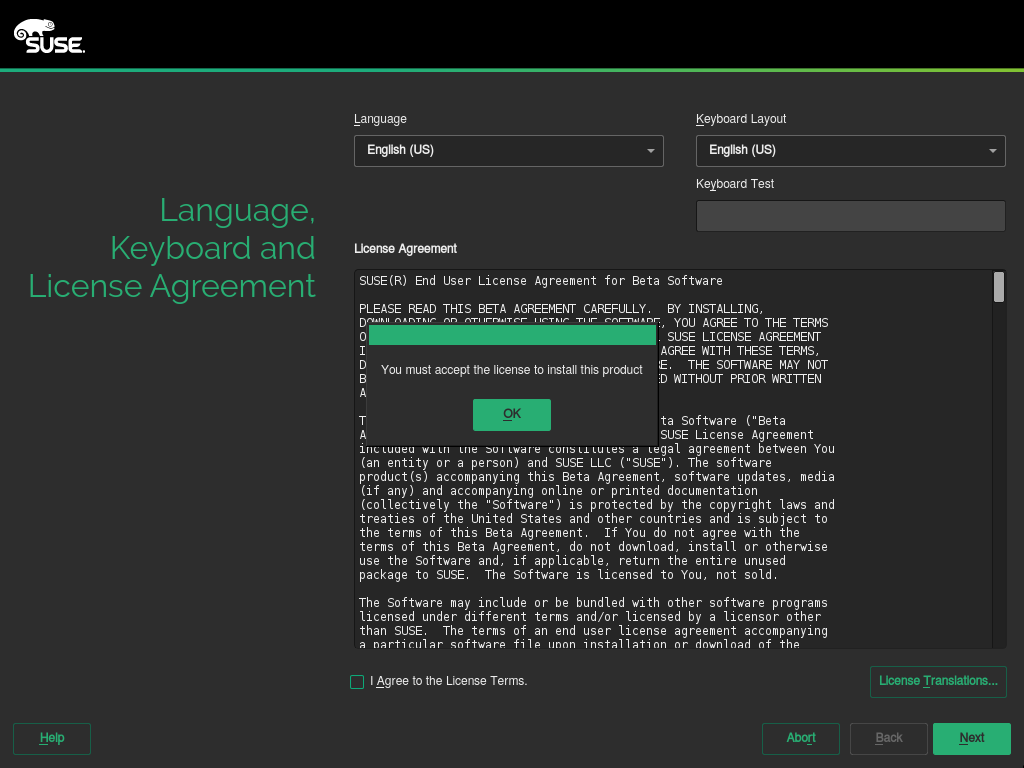 SUSE.
Language
Keyboard Layout
English (US)
English (US)
Keyboard Test
Language,
Keyboard and
License Agreement
License Agreement
SUSE(R) End User License Agreement for Beta Software
PLEASE READ THIS BETA AGREEMENT CAREFULLY.  BY INSTALLING,
DOWNLOADING OR OTHERWISE USING THE SOFTWARE, YOU AGREE TO THE TERMS
SUSE LICENSE AGREEMENT
AGREE WITH THESE TERMS,
THE SOFTWARE MAY NOT
WITHOUT PRIOR WRITTEN
You must accept the license to install this product
OK
Software ("Beta
SUSE License Agreement
included with the Software constitutes a legal agreement between You
(an entity or a person) and SUSE LLC ("SUSE"). The software
product(s) accompanying this Beta Agreement, software updates, media
(if any) and accompanying online or printed documentation
(collectively the "Software") is protected by the copyright laws and
treaties of the United States and other countries and is subject to
the terms of this Beta Agreement.  If You do not agree with the
terms of this Beta Agreement, do not download, install or otherwise
use the Software and, if applicable, return the entire unused
package to SUSE.  The Software is licensed to You, not sold.
The Software may include or be bundled with other software programs
licensed under different terms and/or licensed by a licensor other
than SUSE.  The terms of an end user license agreement accompanying
a particular software file upon installation or download of the
I Agree to the License Terms.
License Translations...
Help
Abort
Back
Next